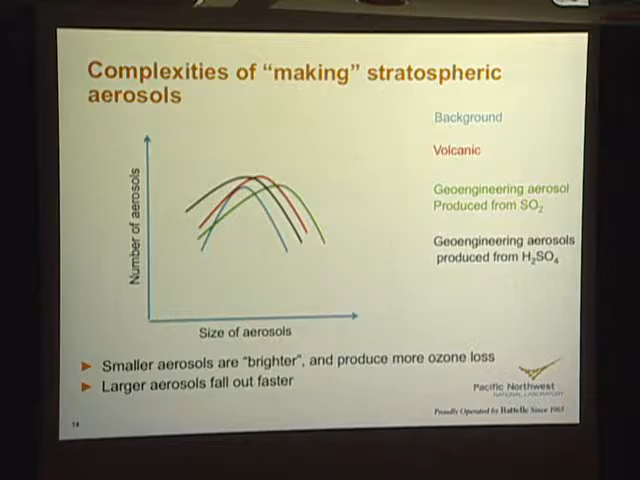 Complexities of “making” stratospheric
aerosols
Background
Volcanic
Geoengineering aerosol
Produced from SO2
Geoengineering aerosols
produced from H2SO4
Number of aerosols
Size of aerosols
► Smaller aerosols are “brighter”, and produce more ozone loss
► Larger aerosols fall out faster
Pacific Northwest
NATIONAL LABORATORY
Proudly Operated by Battelle Since 1965
14